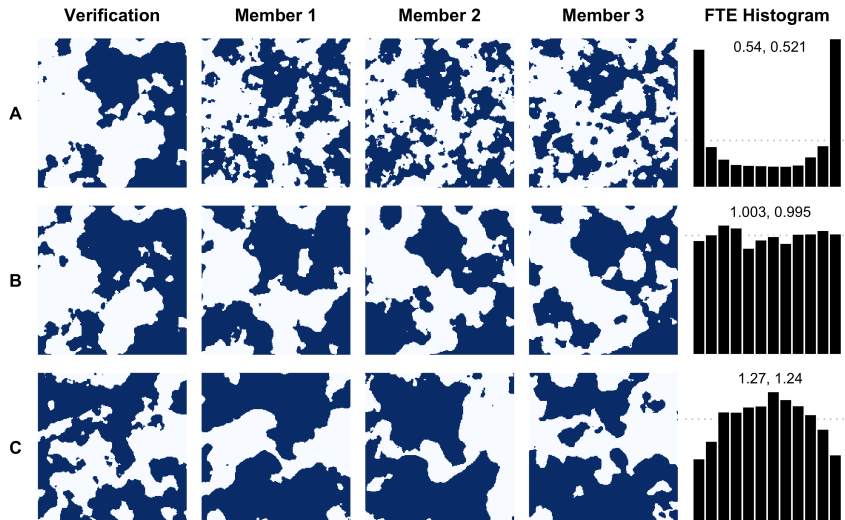 Verification Member 1 Member 2 Member 3 FTE Histogram
A 0.54, 0.521
B 1.003, 0.995
C 1.27, 1.24